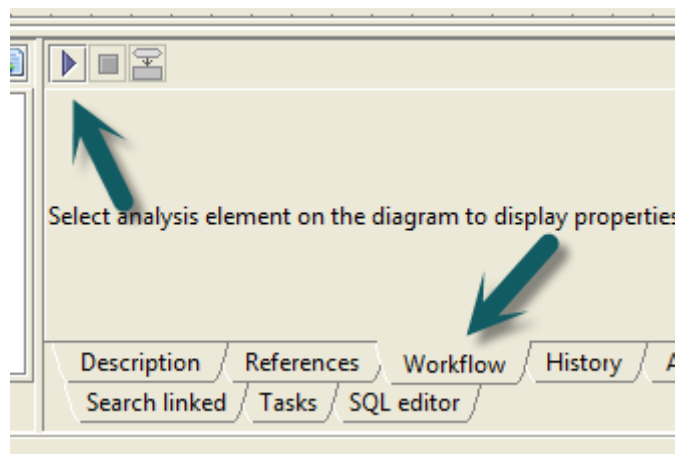 Select analysis element on the diagram to display properties
Description References Workflow History A
Search linked Tasks SQL editor